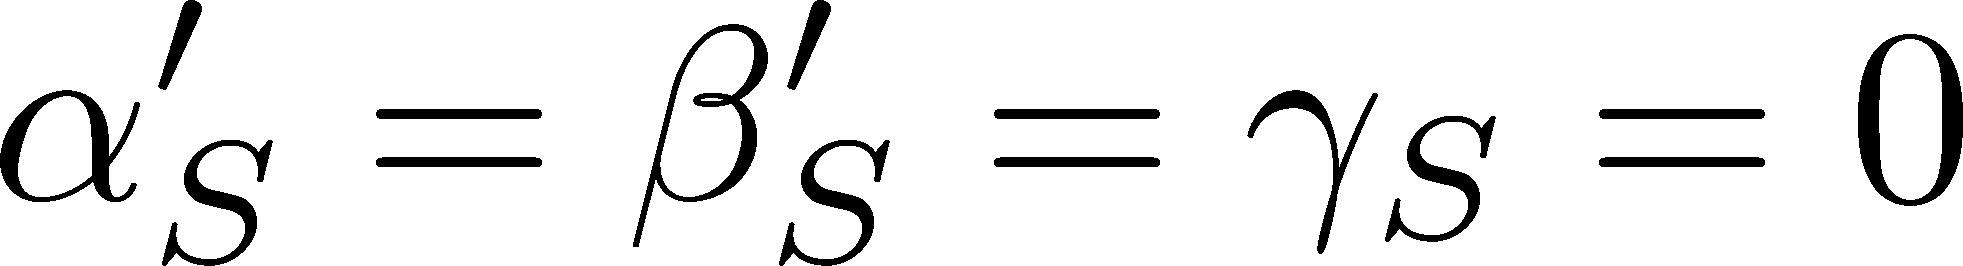 α′_S = β′_S = γ_S = 0